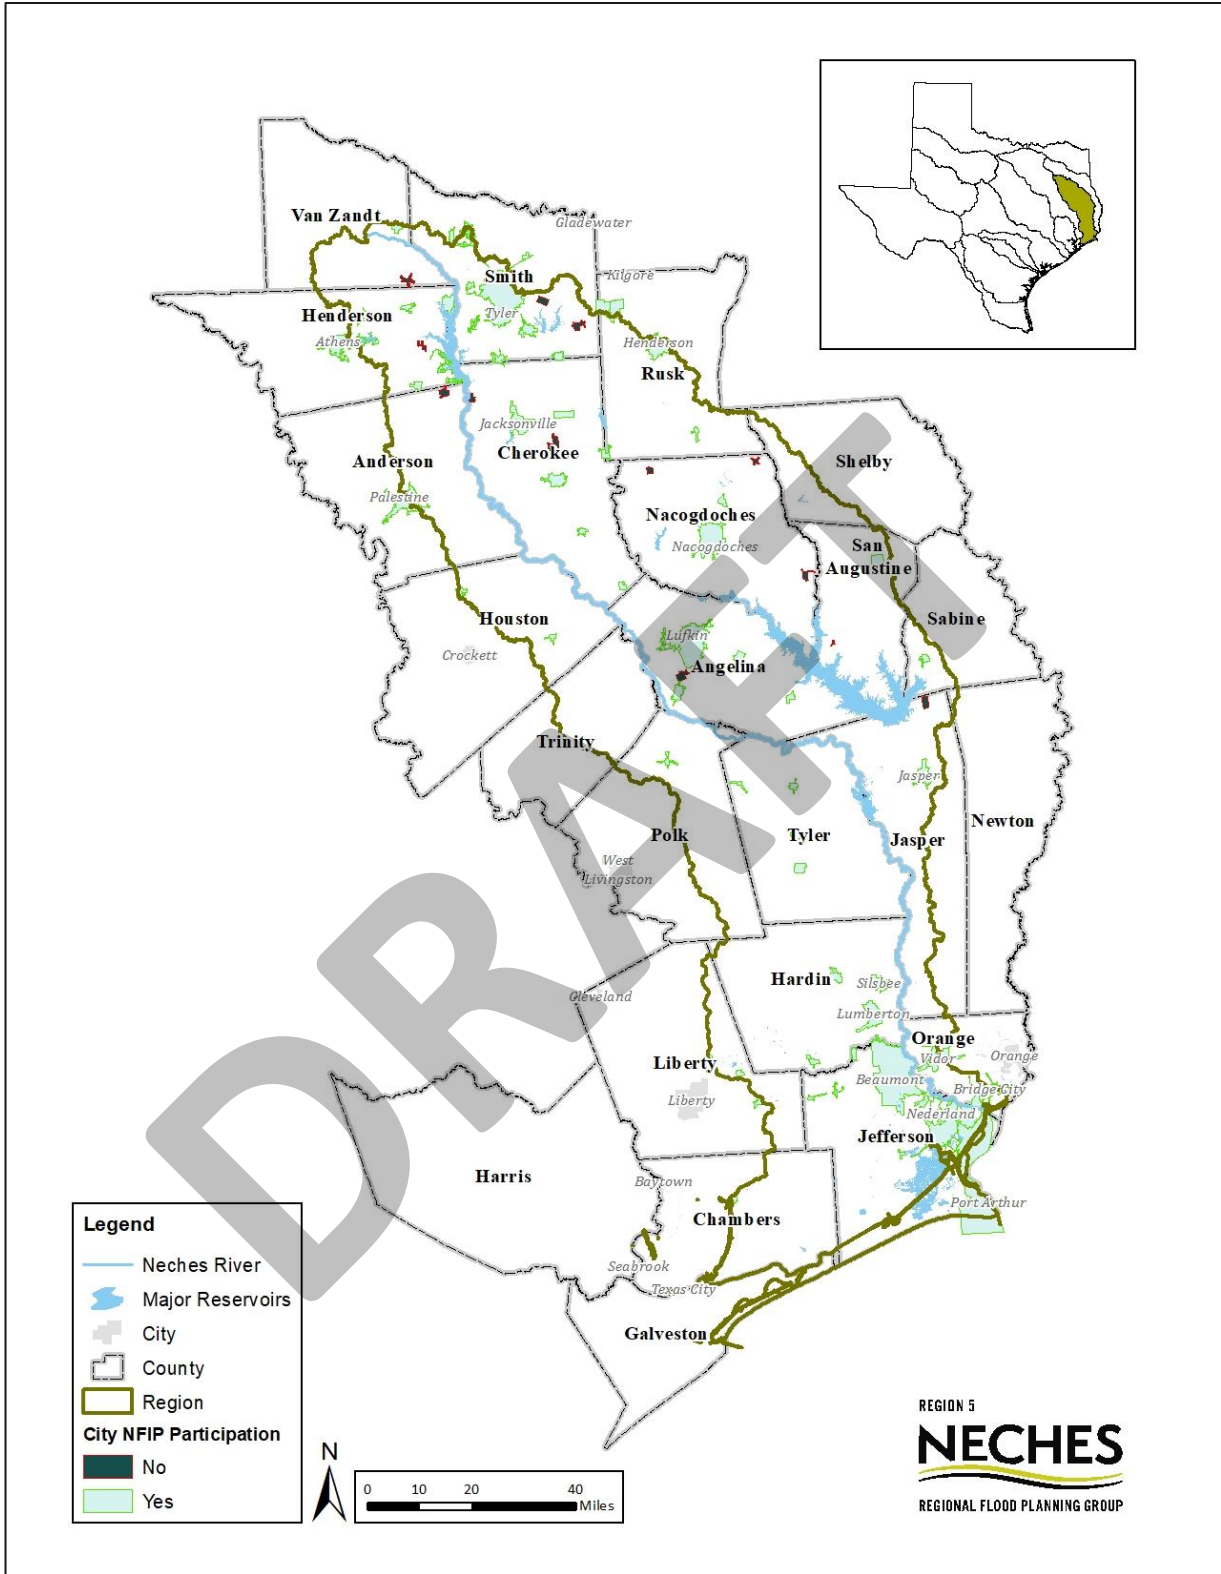 Gladewater
Van Zandt
Smith
Kilgore
Henderson
Tyler
Athens
Henderson
Rusk
Jacksonville
Cherokee
Shelby
Anderson
Palestine
Nacogdoches
Nacogdoches
San
Augustine
Houston
Sabine
Lufkin
Crockett
Angelina
Trinity
Jasper
Polk
Tyler
Jasper
Newton
West
Livingston
Hardin
Silsbee
Cleveland
Lumberton
Orange
Liberty
Vidor
Orange
Beaumont
Bridge City
Liberty
Nederland
Jefferson
Harris
Baytown
Port Arthur
Chambers
Seabrook
Texas City
Galveston
DRAFT
Legend
Neches River
Major Reservoirs
City
County
Region
City NFIP Participation
No
Yes
N
0 10 20 40
Miles
REGION 5
NECHES
REGIONAL FLOOD PLANNING GROUP